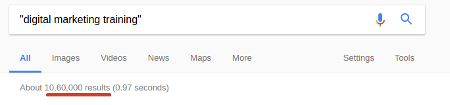 "digital marketing training"
All Images Videos News Maps More Settings Tools
About 10,60,000 results (0.97 seconds)